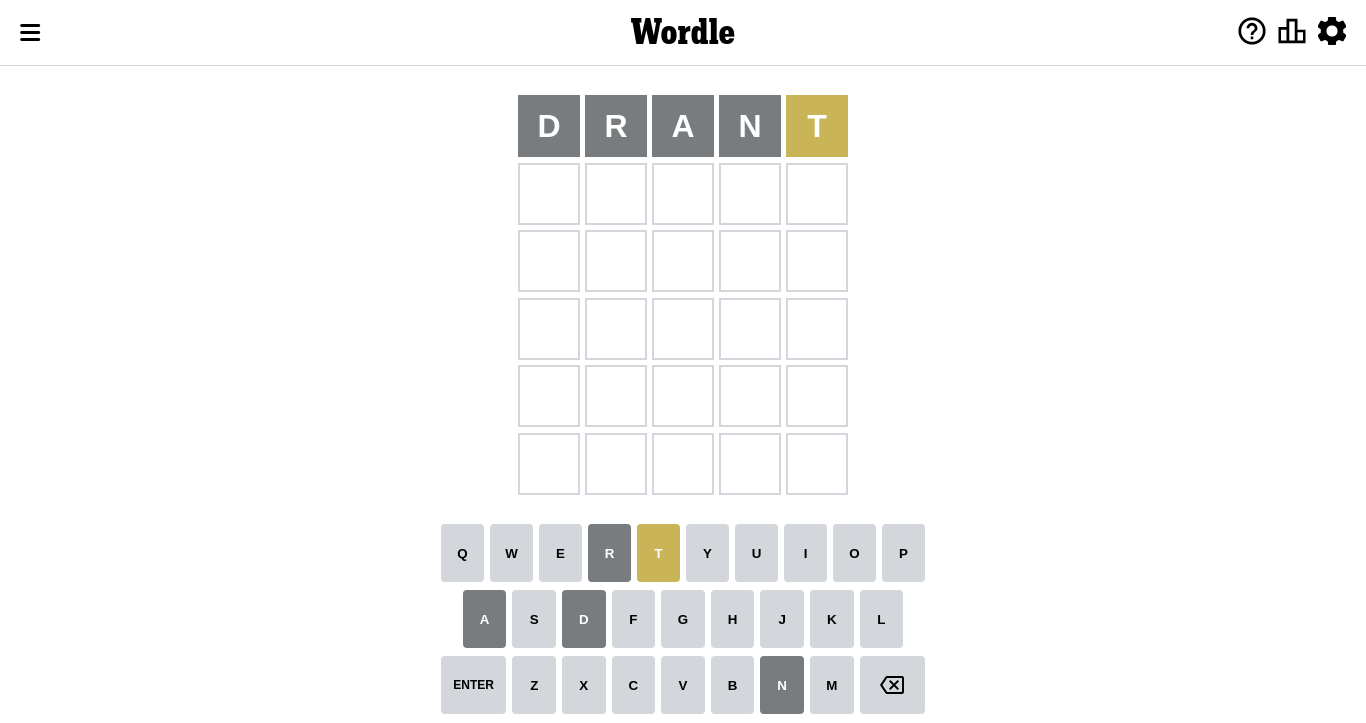 Wordle
D R A N T
Q W E R T Y U I O P
A S D F G H J K L
ENTER Z X C V B N M